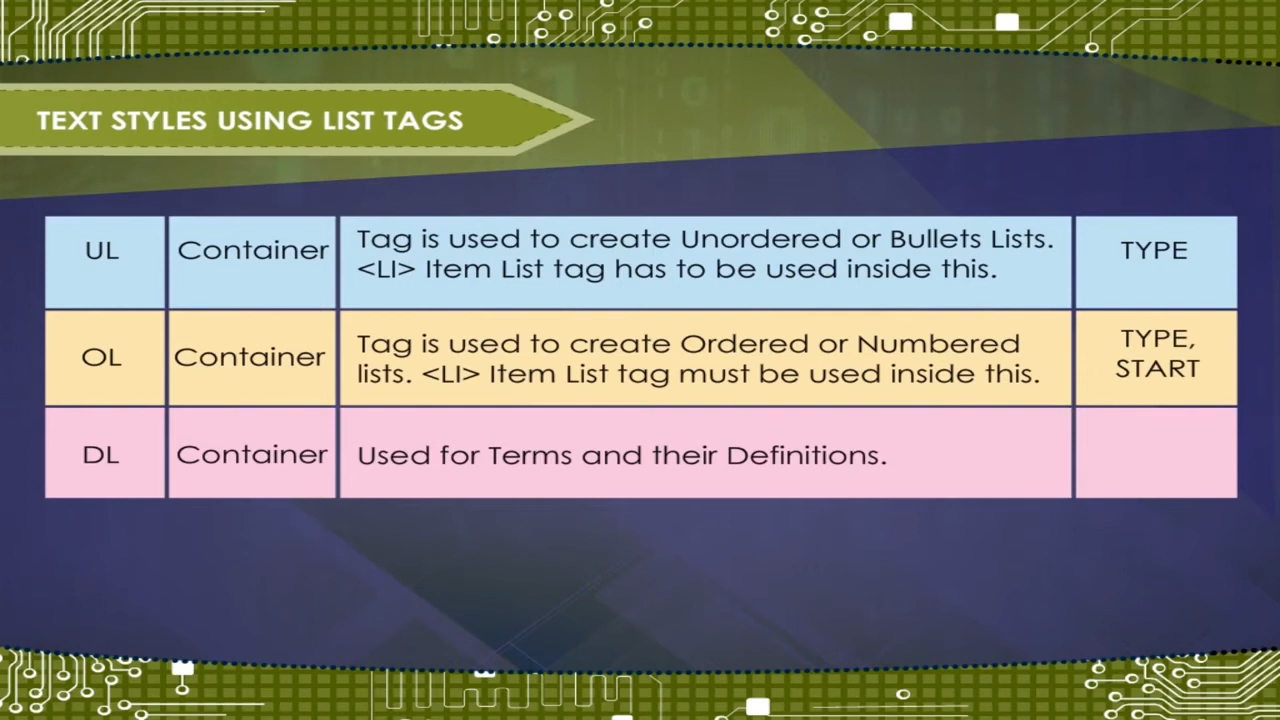 TEXT STYLES USING LIST TAGS
UL
Container
Tag is used to create Unordered or Bullets Lists.
<LI> Item List tag has to be used inside this.
TYPE
OL
Container
Tag is used to create Ordered or Numbered
lists. <LI> Item List tag must be used inside this.
TYPE,
START
DL
Container
Used for Terms and their Definitions.